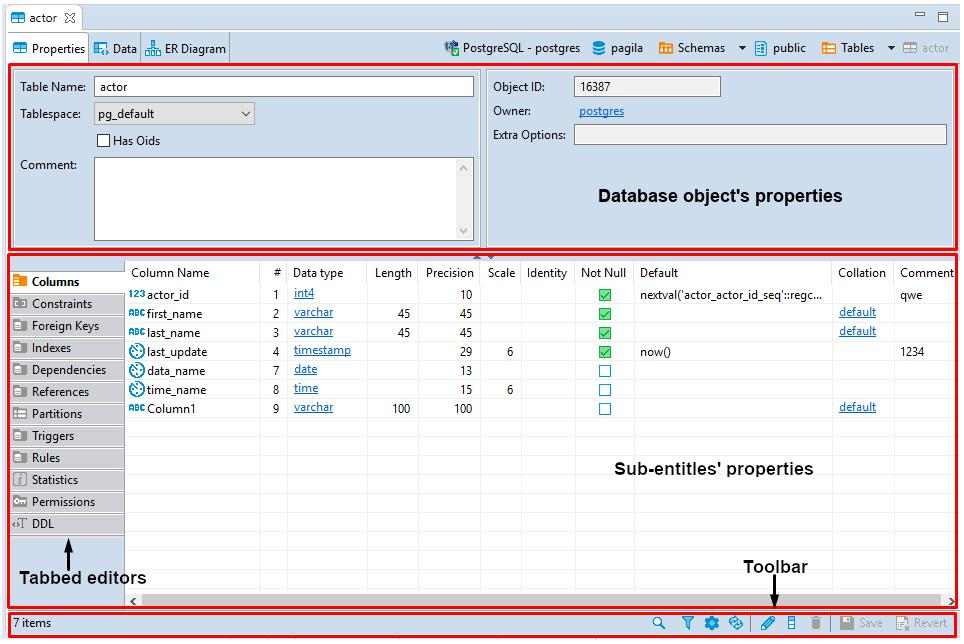 actor
Properties Data ER Diagram PostgreSQL - postgres pagila Schemas public Tables actor
Table Name: actor
Tablespace: pg_default
Has Oids
Comment:
Object ID: 16387
Owner: postgres
Extra Options:
Database object's properties
Columns
Constraints
Foreign Keys
Indexes
Dependencies
References
Partitions
Triggers
Rules
Statistics
Permissions
DDL
Tabbed editors
Column Name # Data type Length Precision Scale Identity Not Null Default Collation Comment
123 actor_id 1 int4 10 nextval('actor_actor_id_seq'::regc... qwe
ABC first_name 2 varchar 45 45 default
ABC last_name 3 varchar 45 45 default
last_update 4 timestamp 29 6 now() 1234
data_name 7 date 13
time_name 8 time 15 6
ABC Column1 9 varchar 100 100 default
Sub-entitles' properties
Toolbar
7 items Save Revert